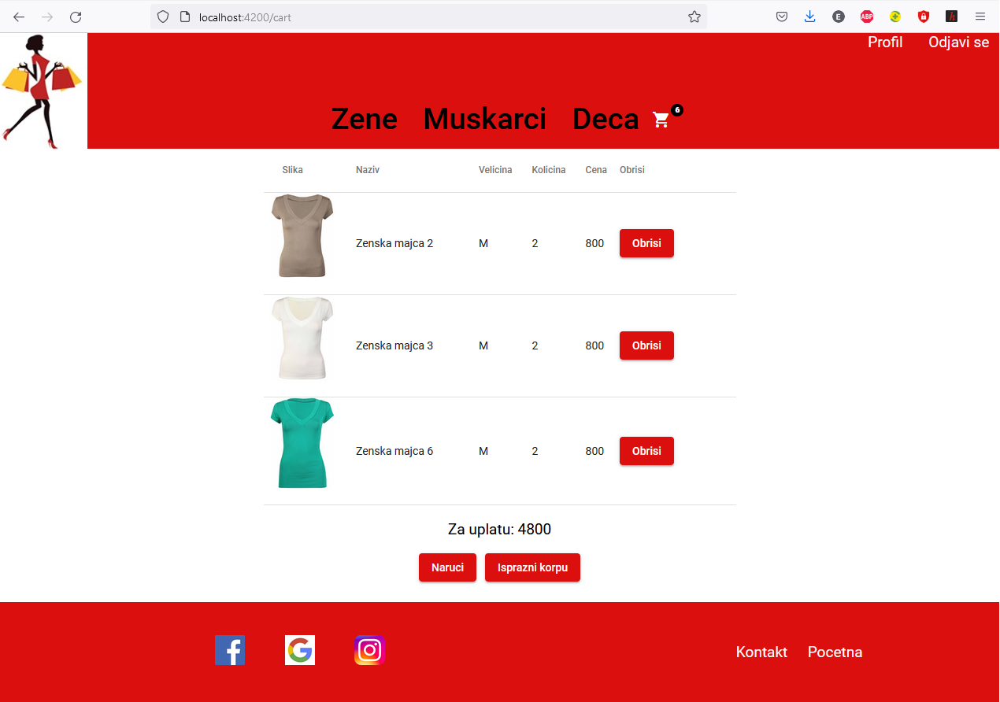 localhost:4200/cart
E
ABP
h
Profil Odjavi se
Zene Muskarci Deca 6
Slika Naziv Velicina Kolicina Cena Obrisi
Zenska majca 2 M 2 800 Obrisi
Zenska majca 3 M 2 800 Obrisi
Zenska majca 6 M 2 800 Obrisi
Za uplatu: 4800
Naruci Isprazni korpu
f G Kontakt Pocetna